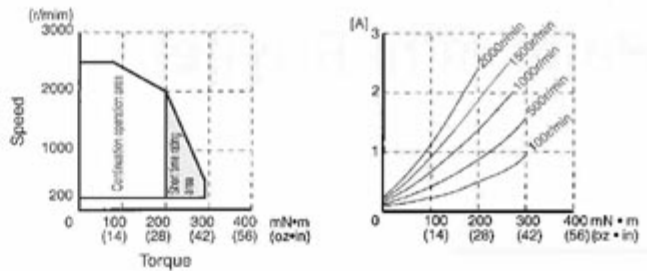 (r/mim)
3000
2000
1000
200
0
Speed
Continuation operation area
Short time rating
area
100 200 300 400 mN•m
(14) (28) (42) (56) (oz•in)
Torque
[A]
3
2
1
0
2000r/min
1500r/min
1000r/min
500r/min
100r/min
100 200 300 400 mN • m
(14) (28) (42) (56) (oz • in)